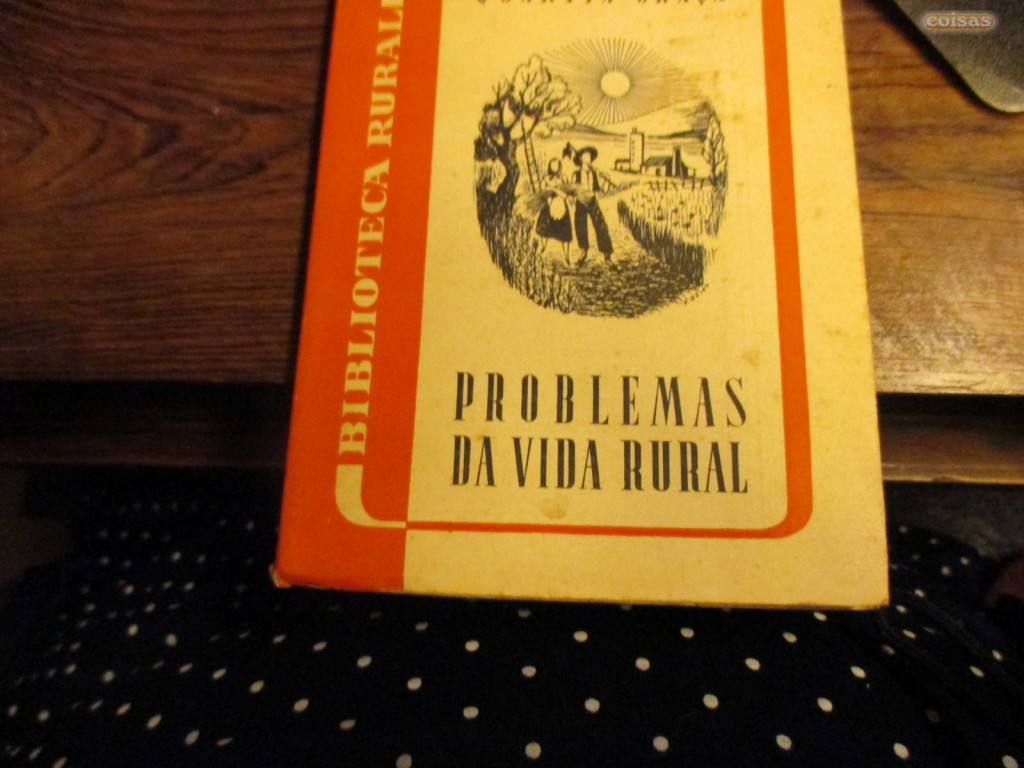 coisas
BIBLIOTECA RURAL
PROBLEMAS
DA VIDA RURAL